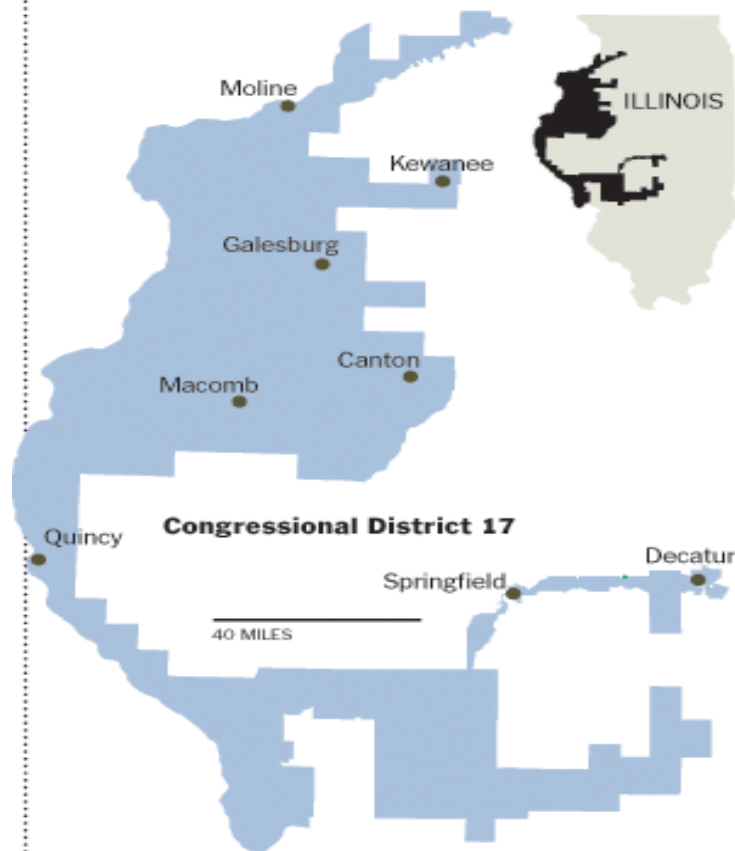 Moline
ILLINOIS
Kewanee
Galesburg
Canton
Macomb
Congressional District 17
Quincy
Decatur
Springfield
40 MILES